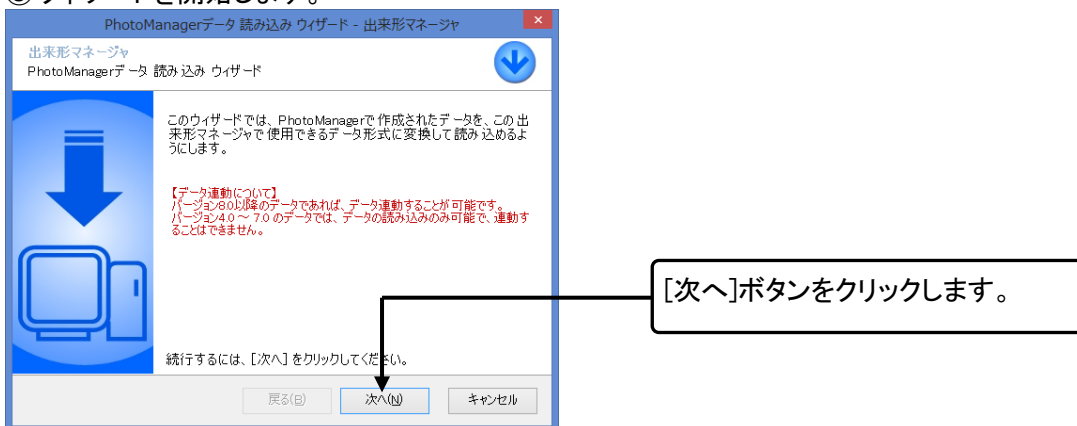 ウィザードを開始します。
PhotoManagerデータ 読み込み ウィザード - 出来形マネージャ
出来形マネージャ
PhotoManagerデータ 読み込み ウィザード
このウィザードでは、PhotoManagerで作成されたデータを、この出
来形マネージャで使用できるデータ形式に変換して読み込めるよ
うにします。
【データ連動について】
バージョン8.0以降のデータであれば、データ連動することが可能です。
バージョン4.0 ～ 7.0 のデータでは、データの読み込みのみ可能で、連動す
ることはできません。
[次へ]ボタンをクリックします。
続行するには、[次へ] をクリックしてください。
戻る(B) 次へ(N) キャンセル